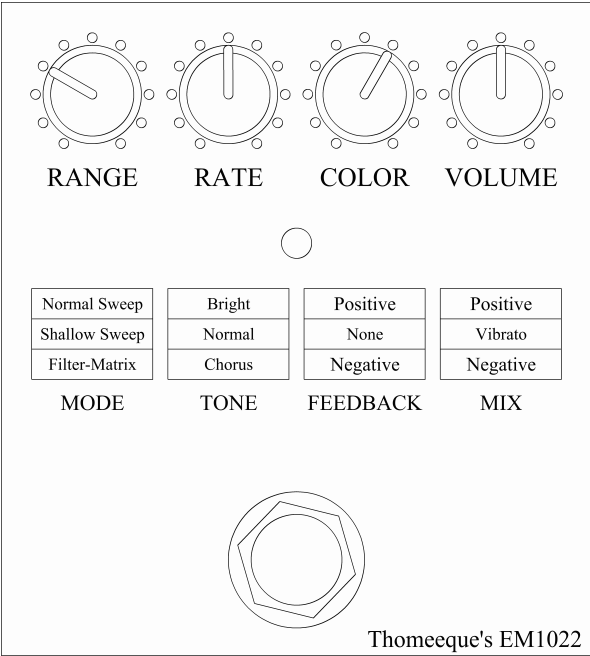 RANGE RATE COLOR VOLUME
Normal Sweep Bright Positive Positive
Shallow Sweep Normal None Vibrato
Filter-Matrix Chorus Negative Negative
MODE TONE FEEDBACK MIX
Thomeeque's EM1022